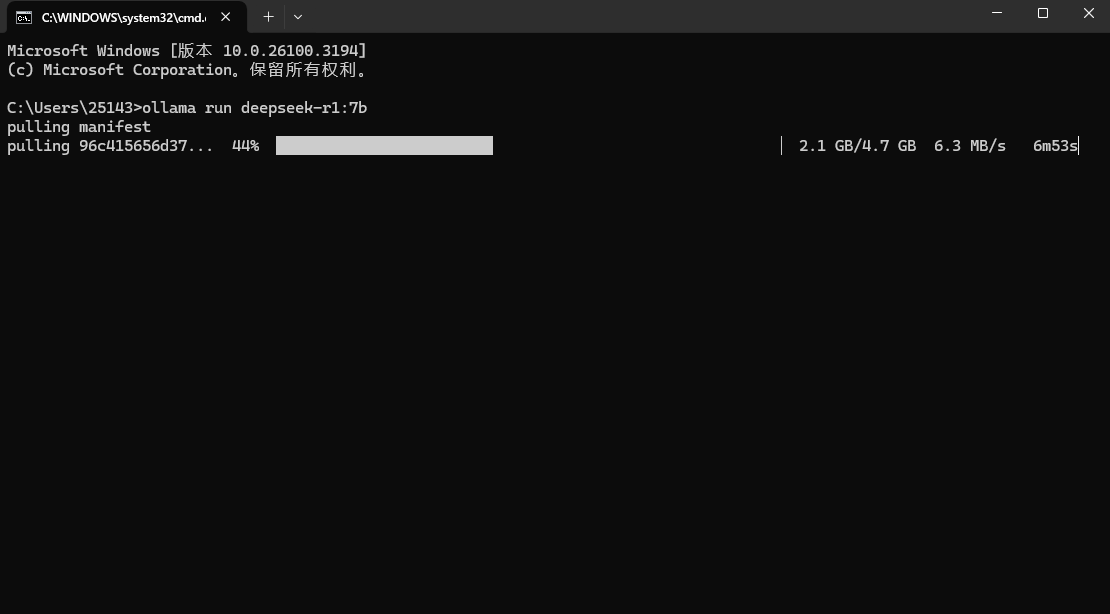 C:\WINDOWS\system32\cmd.
Microsoft Windows [版本 10.0.26100.3194]
(c) Microsoft Corporation。保留所有权利。
C:\Users\25143>ollama run deepseek-r1:7b
pulling manifest
pulling 96c415656d37... 44% 2.1 GB/4.7 GB 6.3 MB/s 6m53s